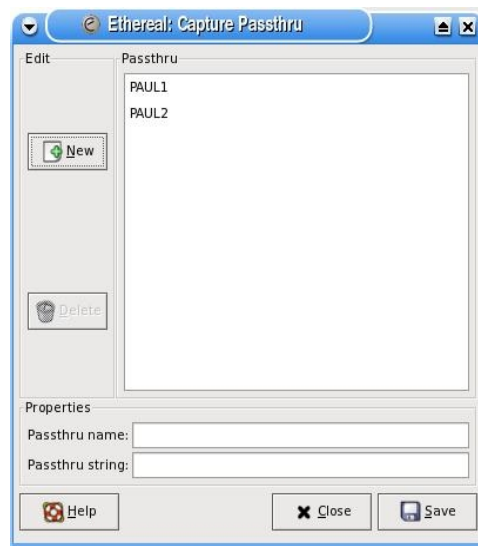 Ethereal: Capture Passthru
Edit
Passthru
PAUL1
PAUL2
New
Delete
Properties
Passthru name:
Passthru string:
Help
Close
Save